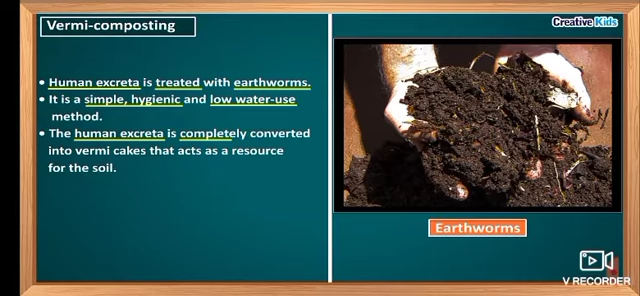 Vermi-composting
Creative Kids
• Human excreta is treated with earthworms.
• It is a simple, hygienic and low water-use
method.
• The human excreta is completely converted
into vermi cakes that acts as a resource
for the soil.
Earthworms
V RECORDER